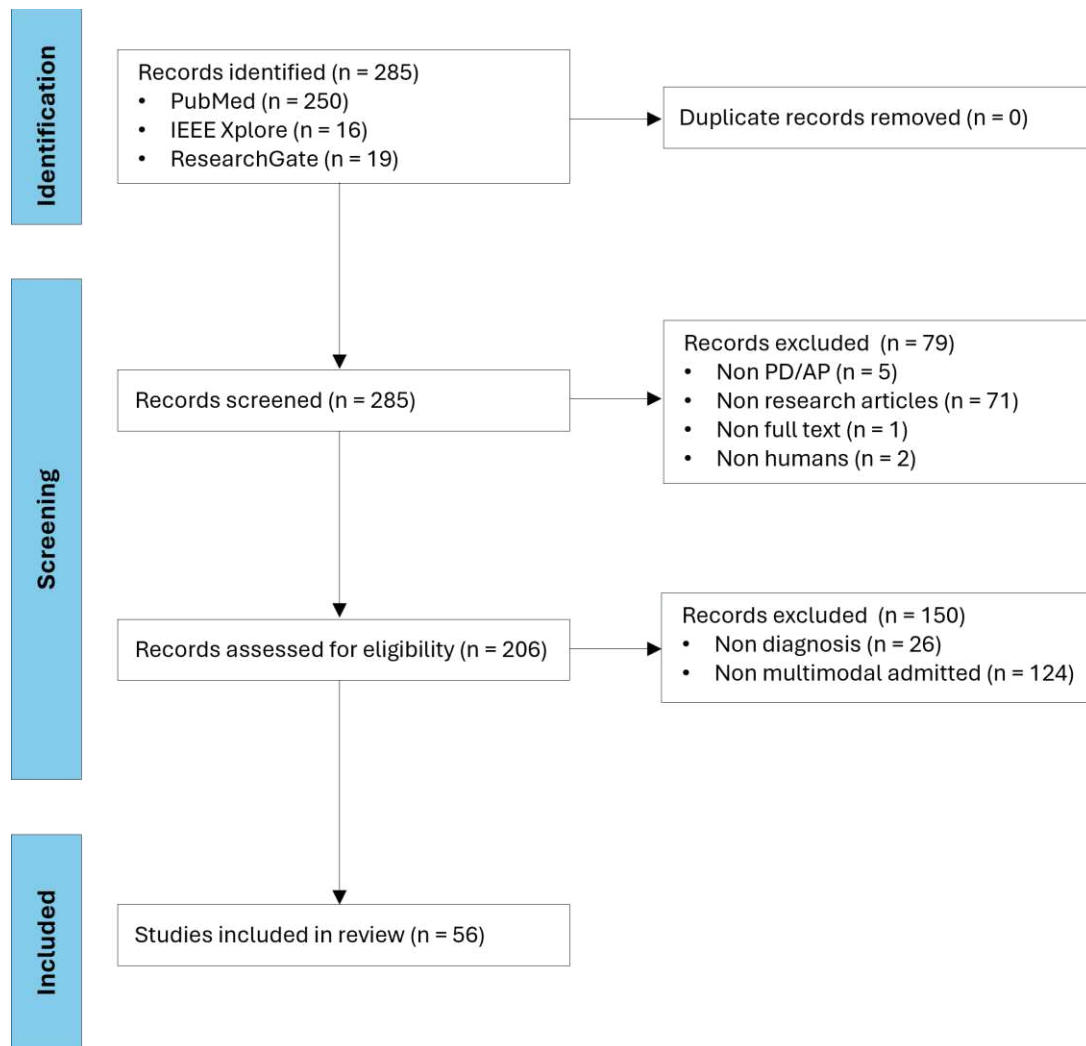 Identification
Records identified (n = 285)
• PubMed (n = 250)
• IEEE Xplore (n = 16)
• ResearchGate (n = 19)
Duplicate records removed (n = 0)
Screening
Records screened (n = 285)
Records excluded (n = 79)
• Non PD/AP (n = 5)
• Non research articles (n = 71)
• Non full text (n = 1)
• Non humans (n = 2)
Records assessed for eligibility (n = 206)
Records excluded (n = 150)
• Non diagnosis (n = 26)
• Non multimodal admitted (n = 124)
Included
Studies included in review (n = 56)